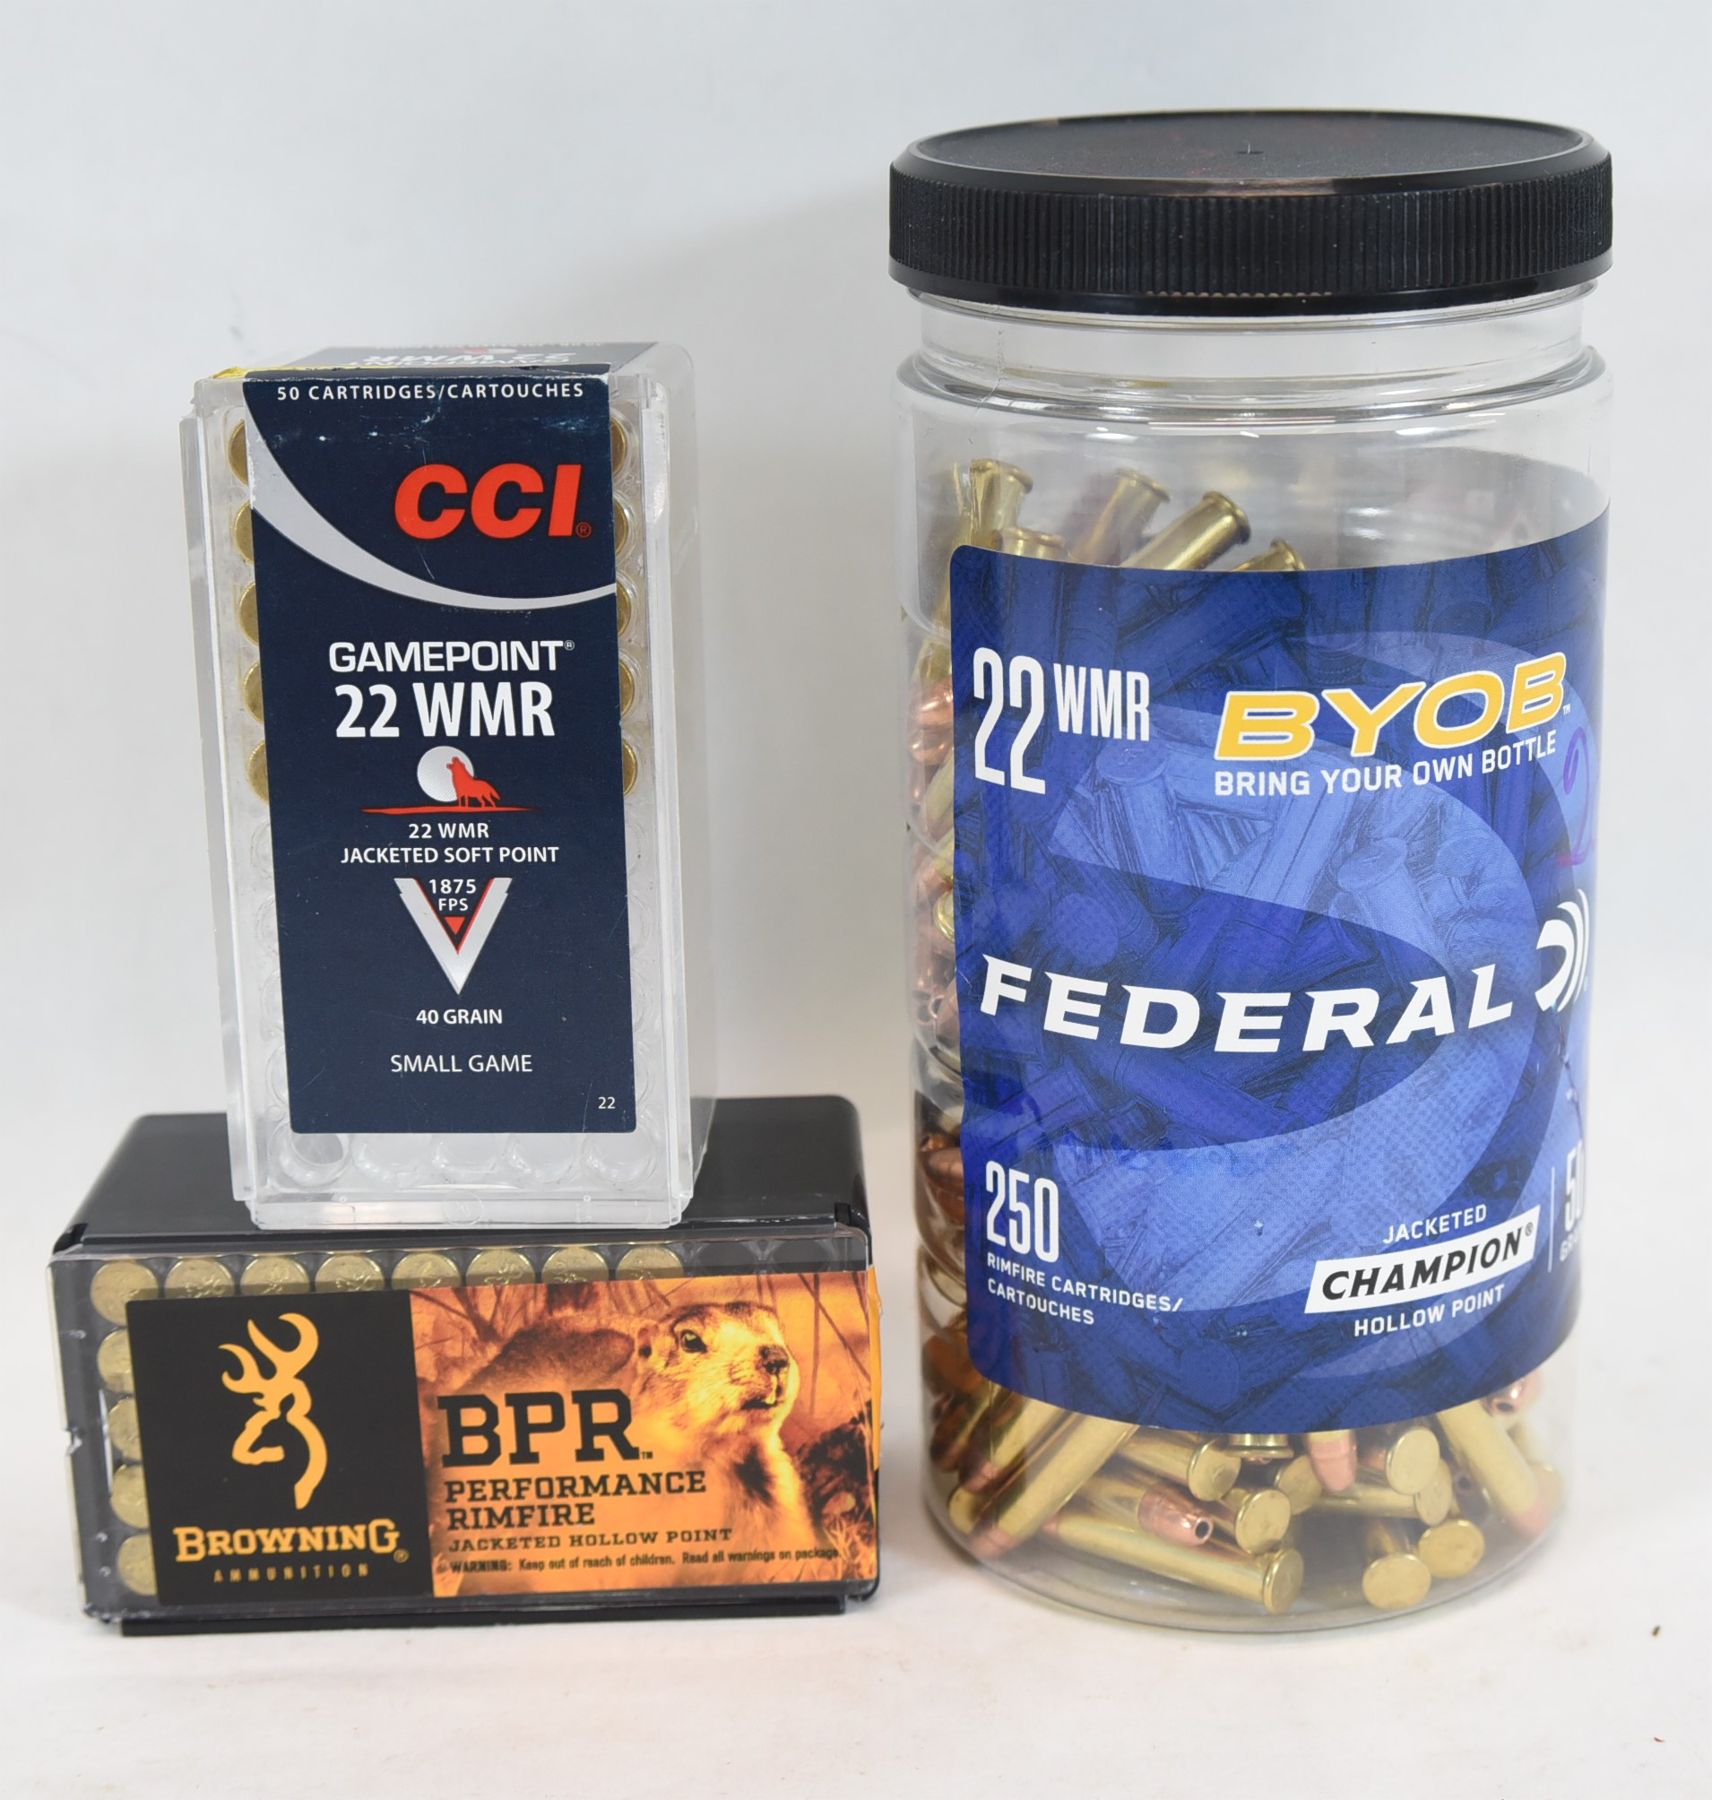 50 CARTRIDGES/CARTOUCHES
CCI®
GAMEPOINT®
22 WMR
22 WMR
JACKETED SOFT POINT
1875
FPS
40 GRAIN
SMALL GAME
22
BROWNING®
AMMUNITION
BPR™
PERFORMANCE
RIMFIRE
JACKETED HOLLOW POINT
WARNING: Keep out of reach of children. Read all warnings on package
22 WMR
BYOB™
BRING YOUR OWN BOTTLE
FEDERAL
250
RIMFIRE CARTRIDGES/
CARTOUCHES
JACKETED
CHAMPION®
HOLLOW POINT